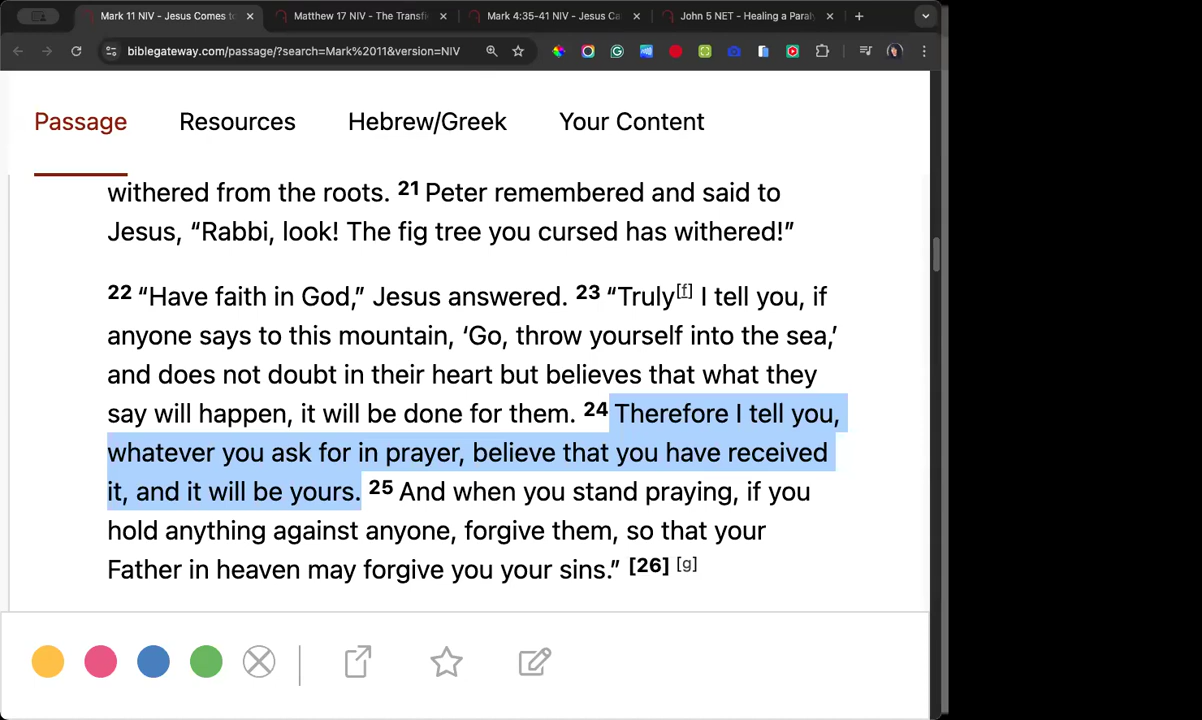 Mark 11 NIV - Jesus Comes t
Matthew 17 NIV - The Transfi
Mark 4:35-41 NIV - Jesus Ca
John 5 NET - Healing a Paral
biblegateway.com/passage/?search=Mark%2011&version=NIV
Passage
Resources
Hebrew/Greek
Your Content
withered from the roots. 21 Peter remembered and said to
Jesus, “Rabbi, look! The fig tree you cursed has withered!”
22 “Have faith in God,” Jesus answered. 23 “Truly[f] I tell you, if
anyone says to this mountain, ‘Go, throw yourself into the sea,’
and does not doubt in their heart but believes that what they
say will happen, it will be done for them. 24 Therefore I tell you,
whatever you ask for in prayer, believe that you have received
it, and it will be yours. 25 And when you stand praying, if you
hold anything against anyone, forgive them, so that your
Father in heaven may forgive you your sins.” [26] [g]